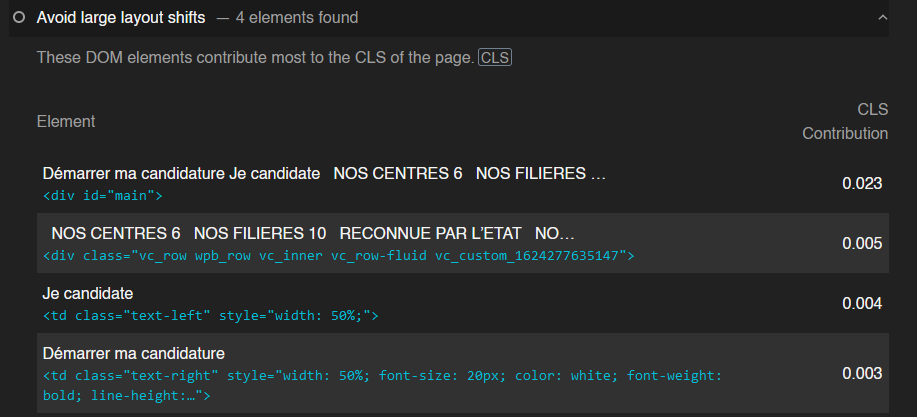 Avoid large layout shifts — 4 elements found
These DOM elements contribute most to the CLS of the page. CLS
Element
CLS
Contribution
Démarrer ma candidature Je candidate NOS CENTRES 6 NOS FILIERES …
<div id="main">
0.023
NOS CENTRES 6 NOS FILIERES 10 RECONNUE PAR L’ETAT NO…
<div class="vc_row wpb_row vc_inner vc_row-fluid vc_custom_1624277635147">
0.005
Je candidate
<td class="text-left" style="width: 50%;">
0.004
Démarrer ma candidature
<td class="text-right" style="width: 50%; font-size: 20px; color: white; font-weight:
bold; line-height:…">
0.003